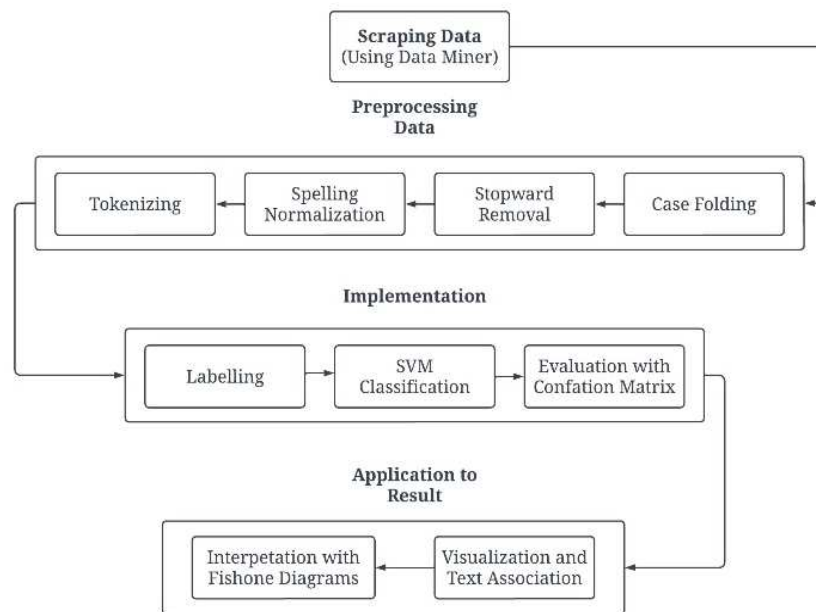 Scraping Data
(Using Data Miner)
Preprocessing
Data
Tokenizing
Spelling
Normalization
Stopward
Removal
Case Folding
Implementation
Labelling
SVM
Classification
Evaluation with
Confation Matrix
Application to
Result
Interpetation with
Fishone Diagrams
Visualization and
Text Association